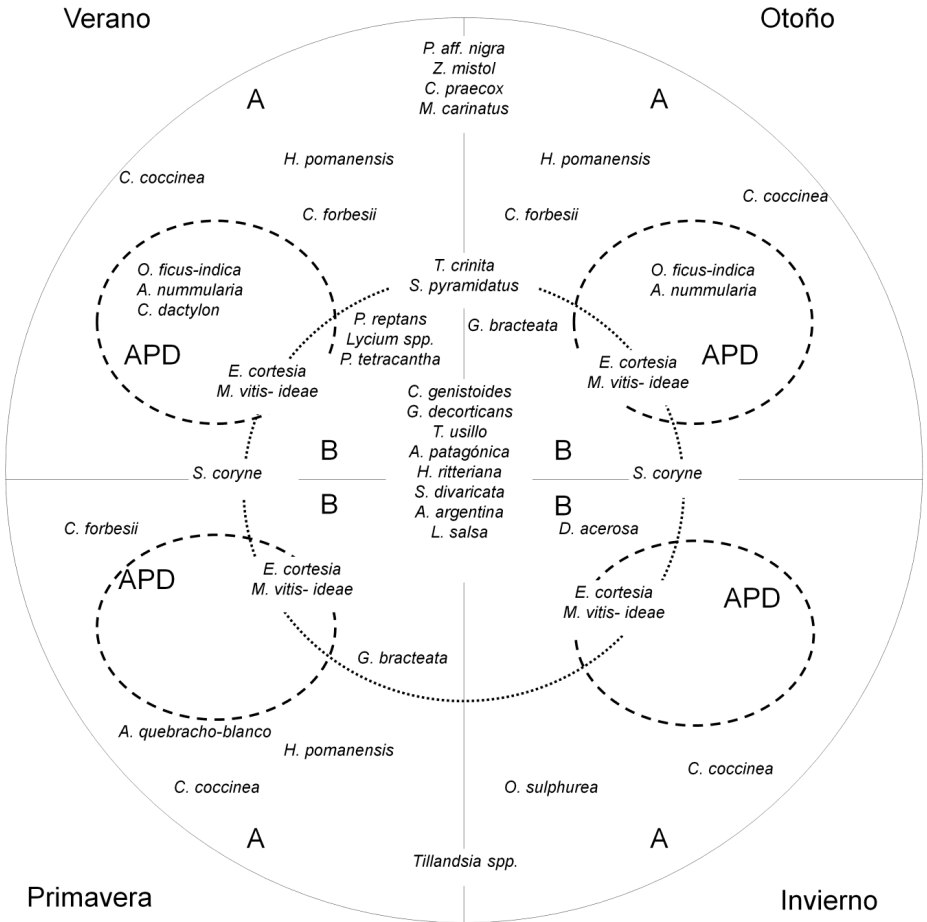 Verano
Otoño
P. aff. nigra
Z. mistol
C. praecox
M. carinatus
A
A
H. pomanensis
H. pomanensis
C. coccinea
C. coccinea
C. forbesii
C. forbesii
T. crinita
S. pyramidatus
O. ficus-indica
A. nummularia
C. dactylon
O. ficus-indica
A. nummularia
P. reptans
Lycium spp.
P. tetracantha
G. bracteata
APD
APD
E. cortesia
M. vitis- ideae
E. cortesia
M. vitis- ideae
C. genistoides
G. decorticans
T. usillo
A. patagónica
H. ritteriana
S. divaricata
A. argentina
L. salsa
B
B
S. coryne
S. coryne
B
B
C. forbesii
D. acerosa
APD
E. cortesia
M. vitis- ideae
E. cortesia
M. vitis- ideae
APD
G. bracteata
A. quebracho-blanco
H. pomanensis
C. coccinea
O. sulphurea
C. coccinea
A
A
Tillandsia spp.
Primavera
Invierno